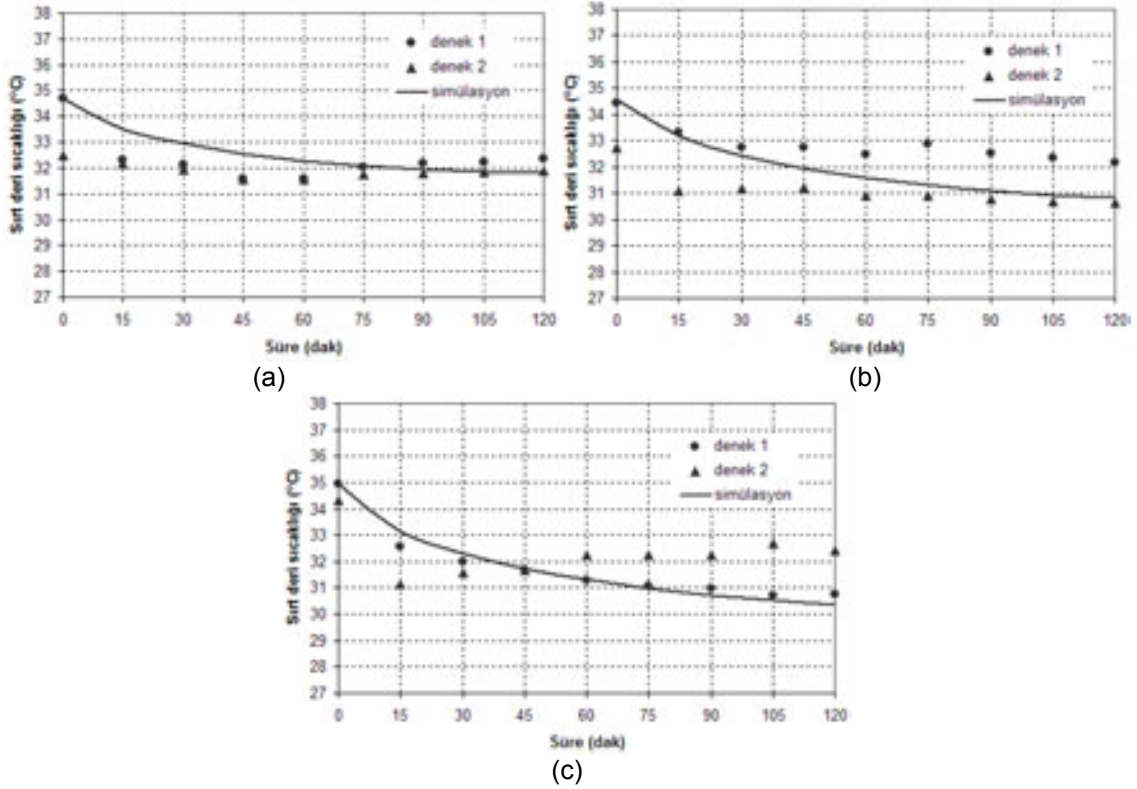 38
37
36
35
34
33
32
31
30
29
28
27
Sırt deri sıcaklığı (°C)
denek 1
denek 2
simülasyon
0 15 30 45 60 75 90 105 120
Süre (dak)
(a)
38
37
36
35
34
33
32
31
30
29
28
27
Sırt deri sıcaklığı (°C)
denek 1
denek 2
simülasyon
0 15 30 45 60 75 90 105 120
Süre (dak)
(b)
38
37
36
35
34
33
32
31
30
29
28
27
Sırt deri sıcaklığı (°C)
denek 1
denek 2
simülasyon
0 15 30 45 60 75 90 105 120
Süre (dak)
(c)